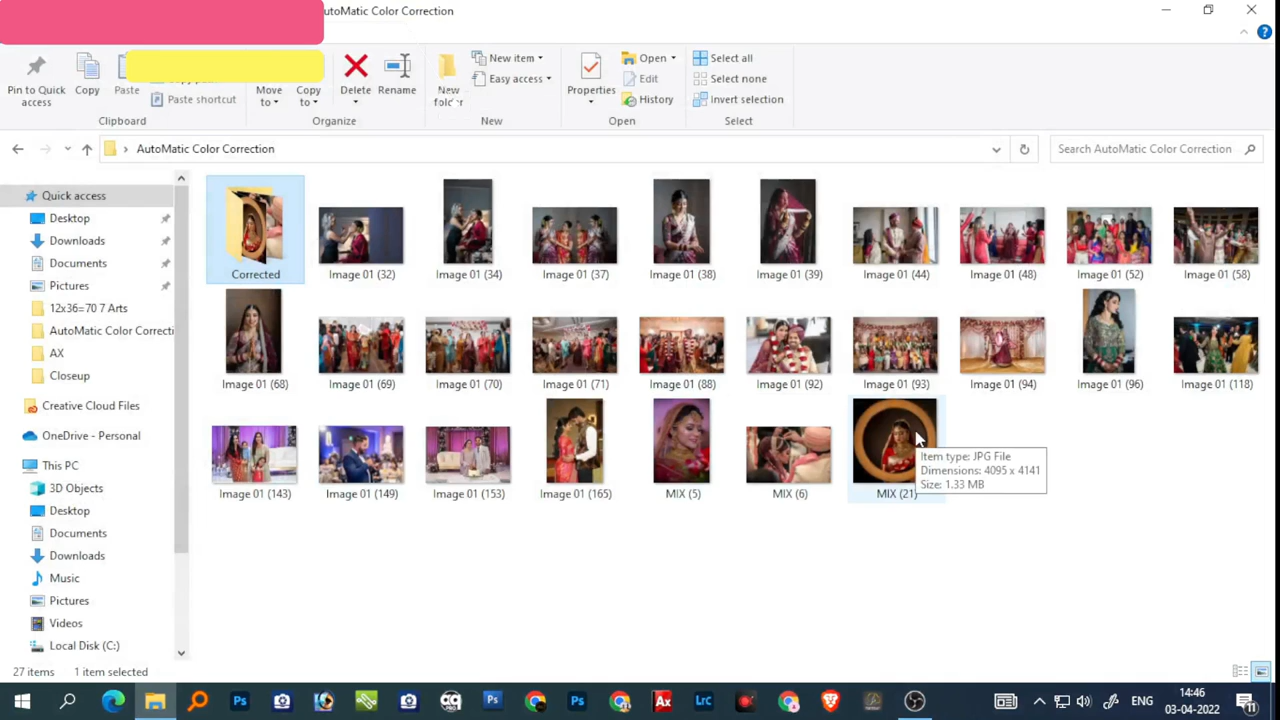 AutoMatic Color Correction
Pin to Quick access
Copy
Paste
Paste shortcut
Clipboard
Move to
Copy to
Delete
Rename
Organize
New folder
New item
Easy access
New
Properties
Open
Edit
History
Open
Select all
Select none
Invert selection
Select
AutoMatic Color Correction
Search AutoMatic Color Correction
Quick access
Desktop
Downloads
Documents
Pictures
12x36=70 7 Arts
AutoMatic Color Correcti
AX
Closeup
Creative Cloud Files
OneDrive - Personal
This PC
3D Objects
Desktop
Documents
Downloads
Music
Pictures
Videos
Local Disk (C:)
Corrected
Image 01 (32)
Image 01 (34)
Image 01 (37)
Image 01 (38)
Image 01 (39)
Image 01 (44)
Image 01 (48)
Image 01 (52)
Image 01 (58)
Image 01 (68)
Image 01 (69)
Image 01 (70)
Image 01 (71)
Image 01 (88)
Image 01 (92)
Image 01 (93)
Image 01 (94)
Image 01 (96)
Image 01 (118)
Image 01 (143)
Image 01 (149)
Image 01 (153)
Image 01 (165)
MIX (5)
MIX (6)
MIX (21)
Item type: JPG File
Dimensions: 4095 x 4141
Size: 1.33 MB
27 items
1 item selected
Ps
Ps
Ps
Ax
Lrc
ENG
14:46
03-04-2022
11